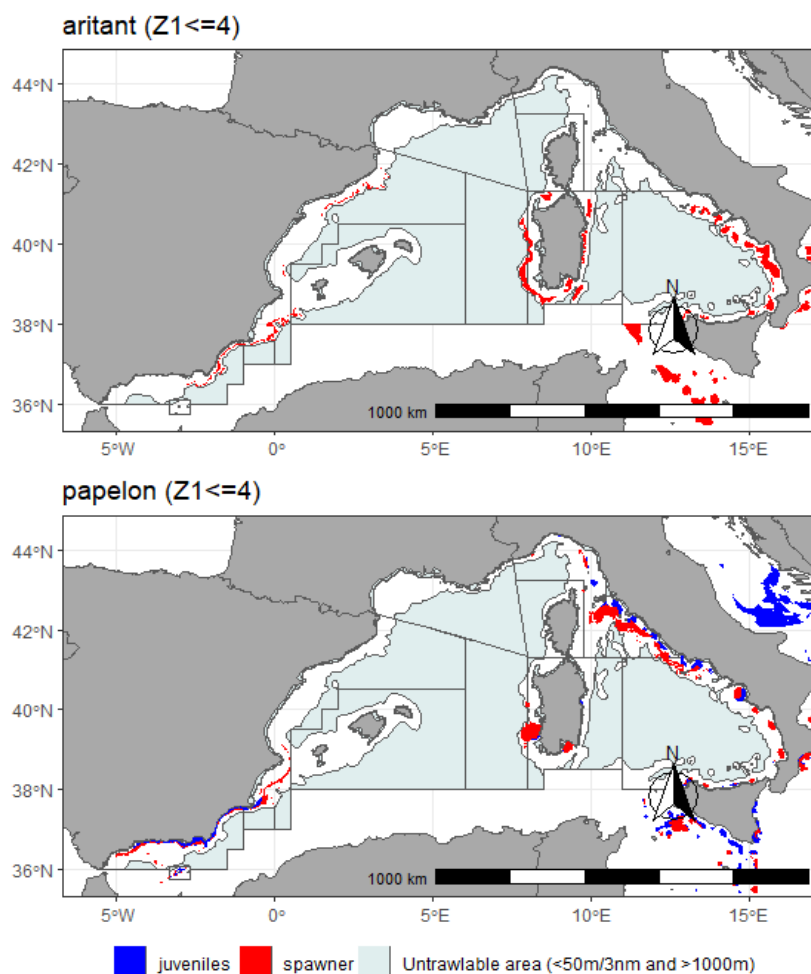 aritant (Z1<=4)
44°N
42°N
40°N
38°N
36°N
N
1000 km
5°W
0°
5°E
10°E
15°E
papelon (Z1<=4)
44°N
42°N
40°N
38°N
36°N
N
1000 km
5°W
0°
5°E
10°E
15°E
juveniles spawner Untrawlable area (<50m/3nm and >1000m)